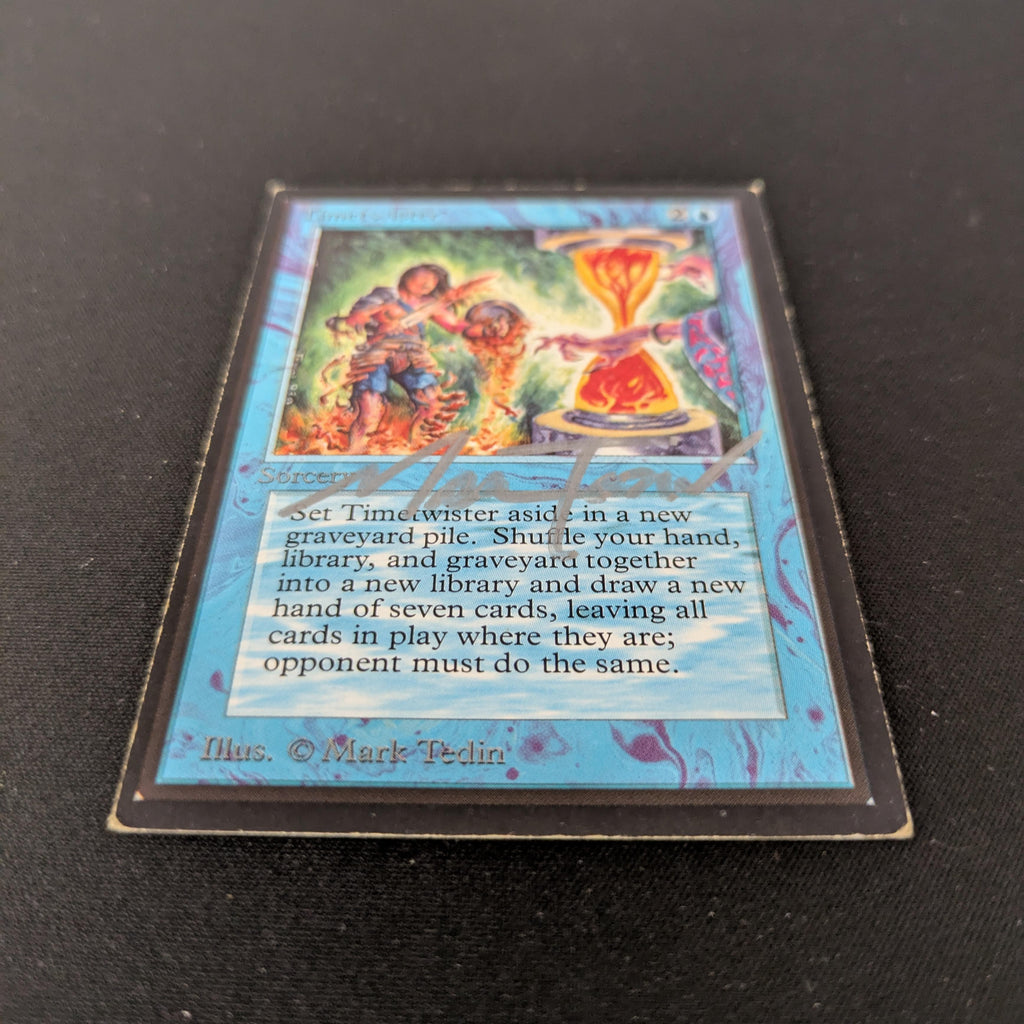 Timetwister 2
Sorcery
Set Timetwister aside in a new
graveyard pile. Shuffle your hand,
library, and graveyard together
into a new library and draw a new
hand of seven cards, leaving all
cards in play where they are;
opponent must do the same.
Illus. © Mark Tedin